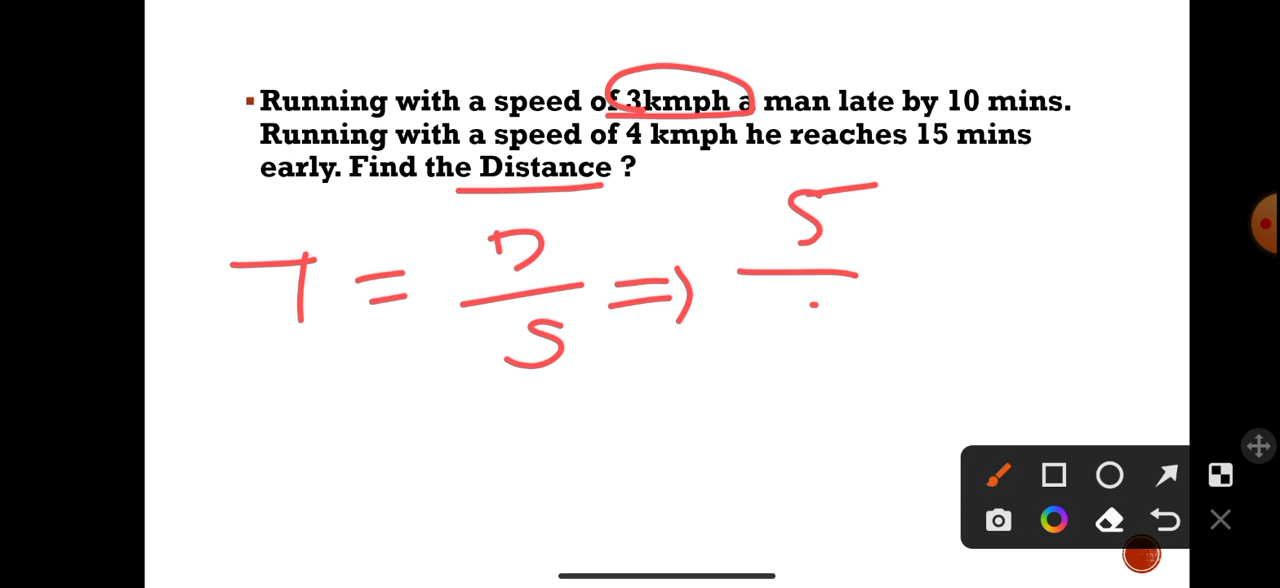 ▪ Running with a speed of 3kmph a man late by 10 mins.
Running with a speed of 4 kmph he reaches 15 mins
early. Find the Distance ?
T = D/S ⇒ 5/